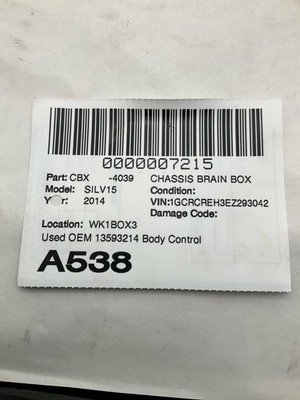 0000007215
Part: CBX -4039 CHASSIS BRAIN BOX
Model: SILV15 Condition:
2014 VIN:1GCRCREH3EZ293042
Damage Code:
Location: WK1BOX3
Used OEM 13593214 Body Control
A538